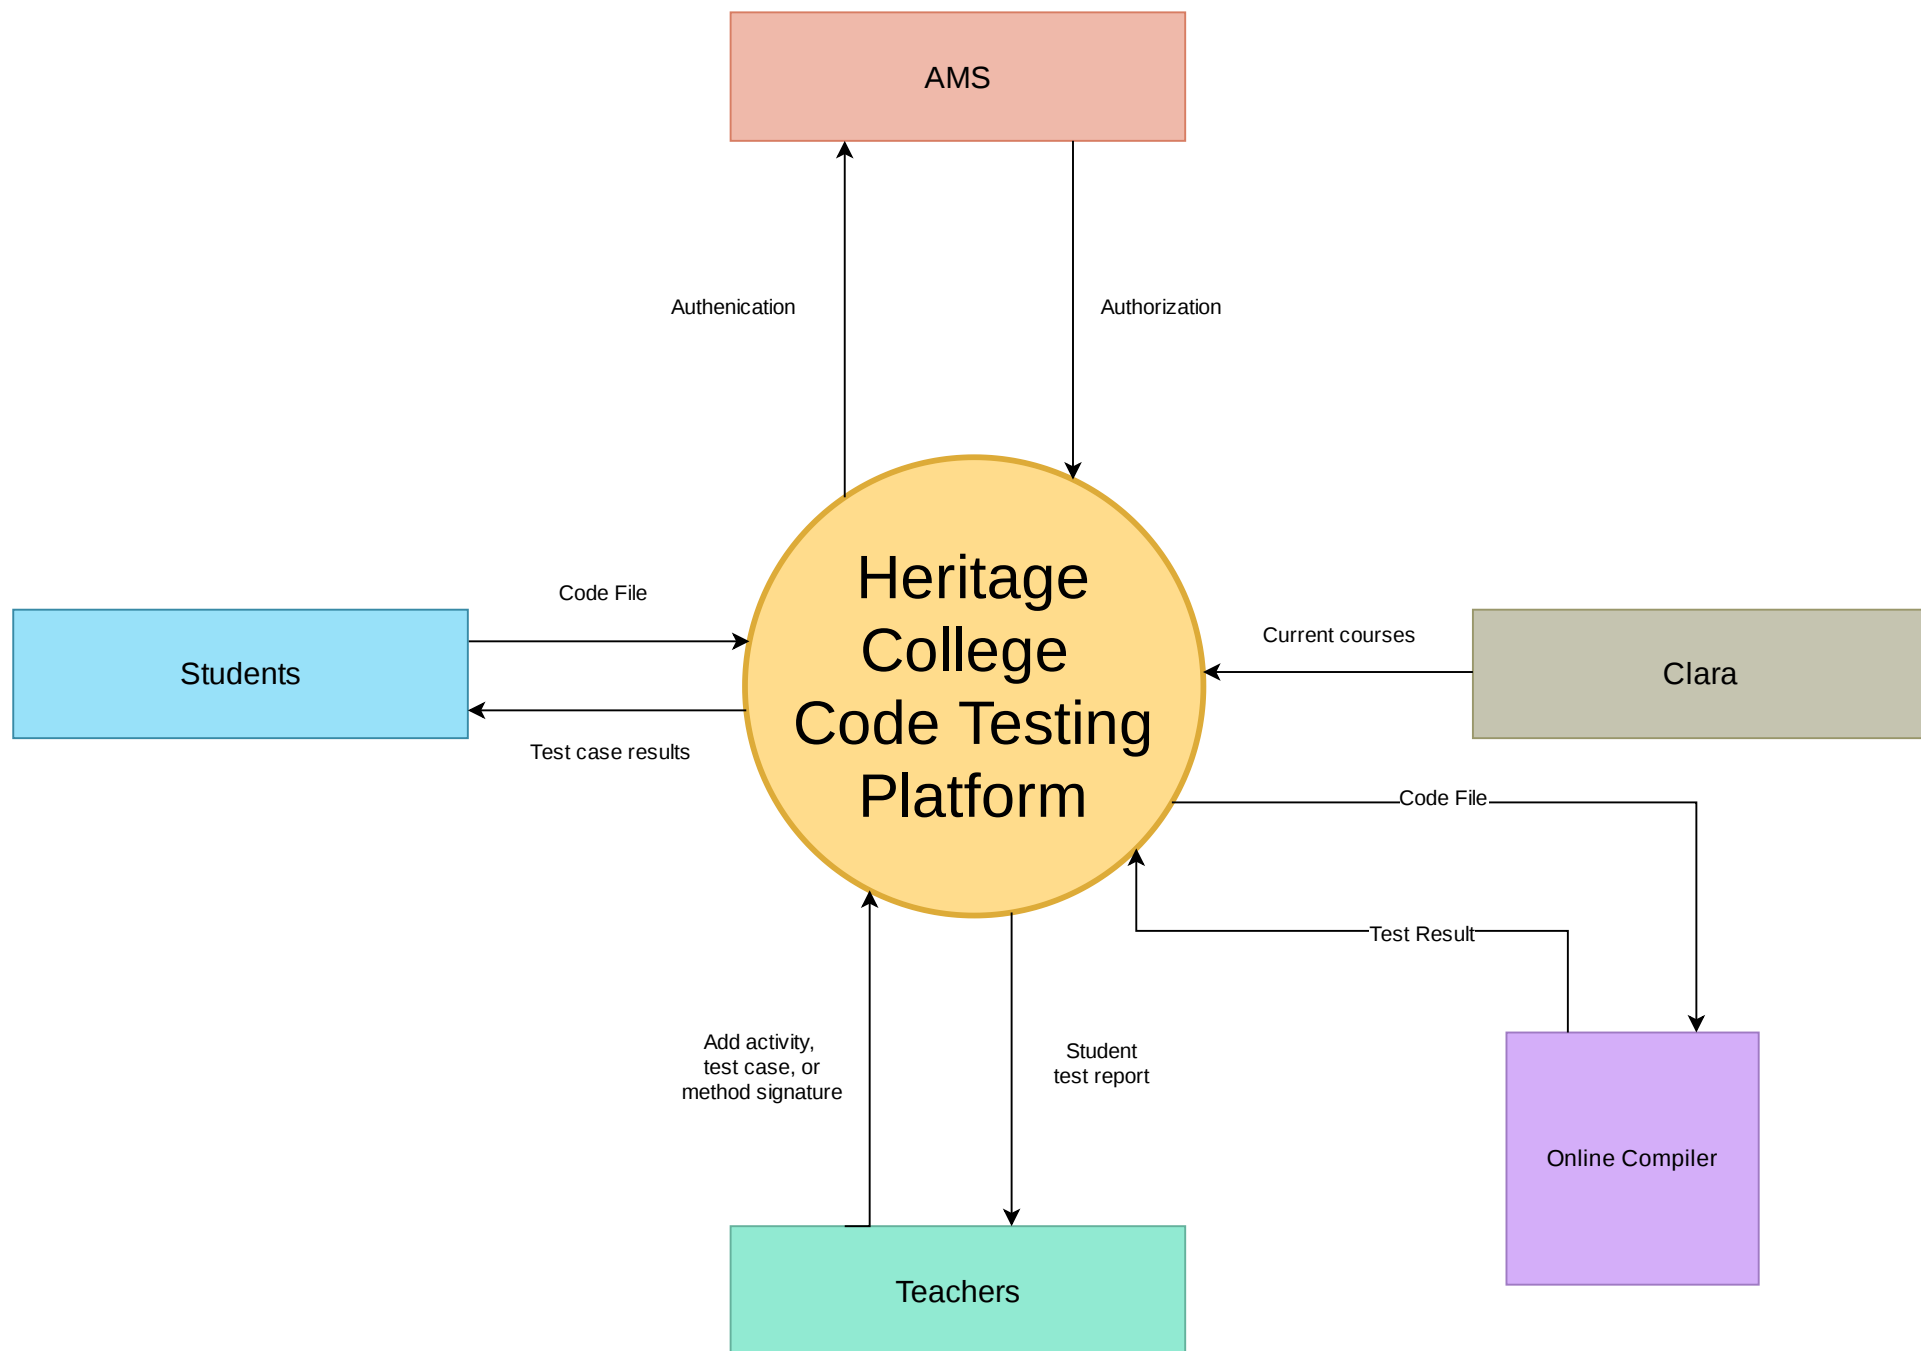 AMS
Authenication
Authorization
Heritage
College
Code Testing
Platform
Code File
Students
Test case results
Current courses
Clara
Code File
Test Result
Add activity,
test case, or
method signature
Student
test report
Online Compiler
Teachers